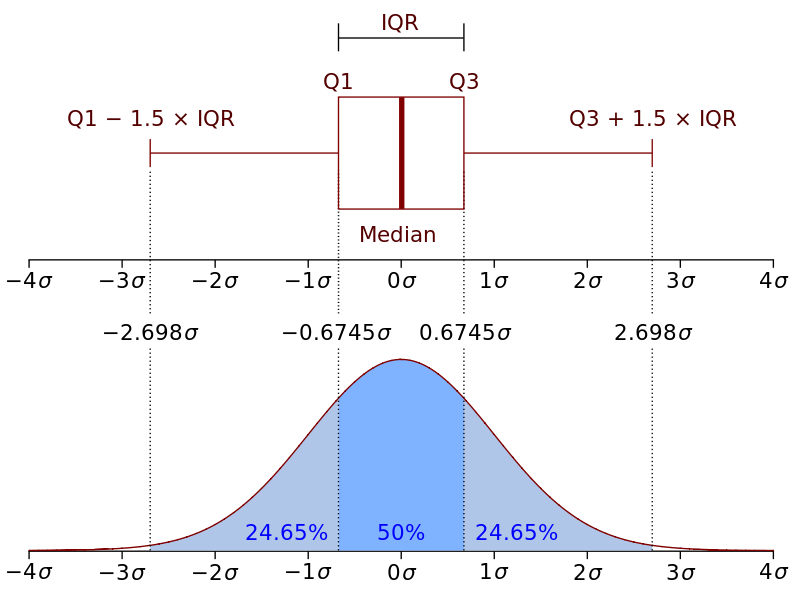 IQR
Q1 Q3
Q1 − 1.5 × IQR Q3 + 1.5 × IQR
Median
−4σ −3σ −2σ −1σ 0σ 1σ 2σ 3σ 4σ
−2.698σ −0.6745σ 0.6745σ 2.698σ
24.65% 50% 24.65%
−4σ −3σ −2σ −1σ 0σ 1σ 2σ 3σ 4σ